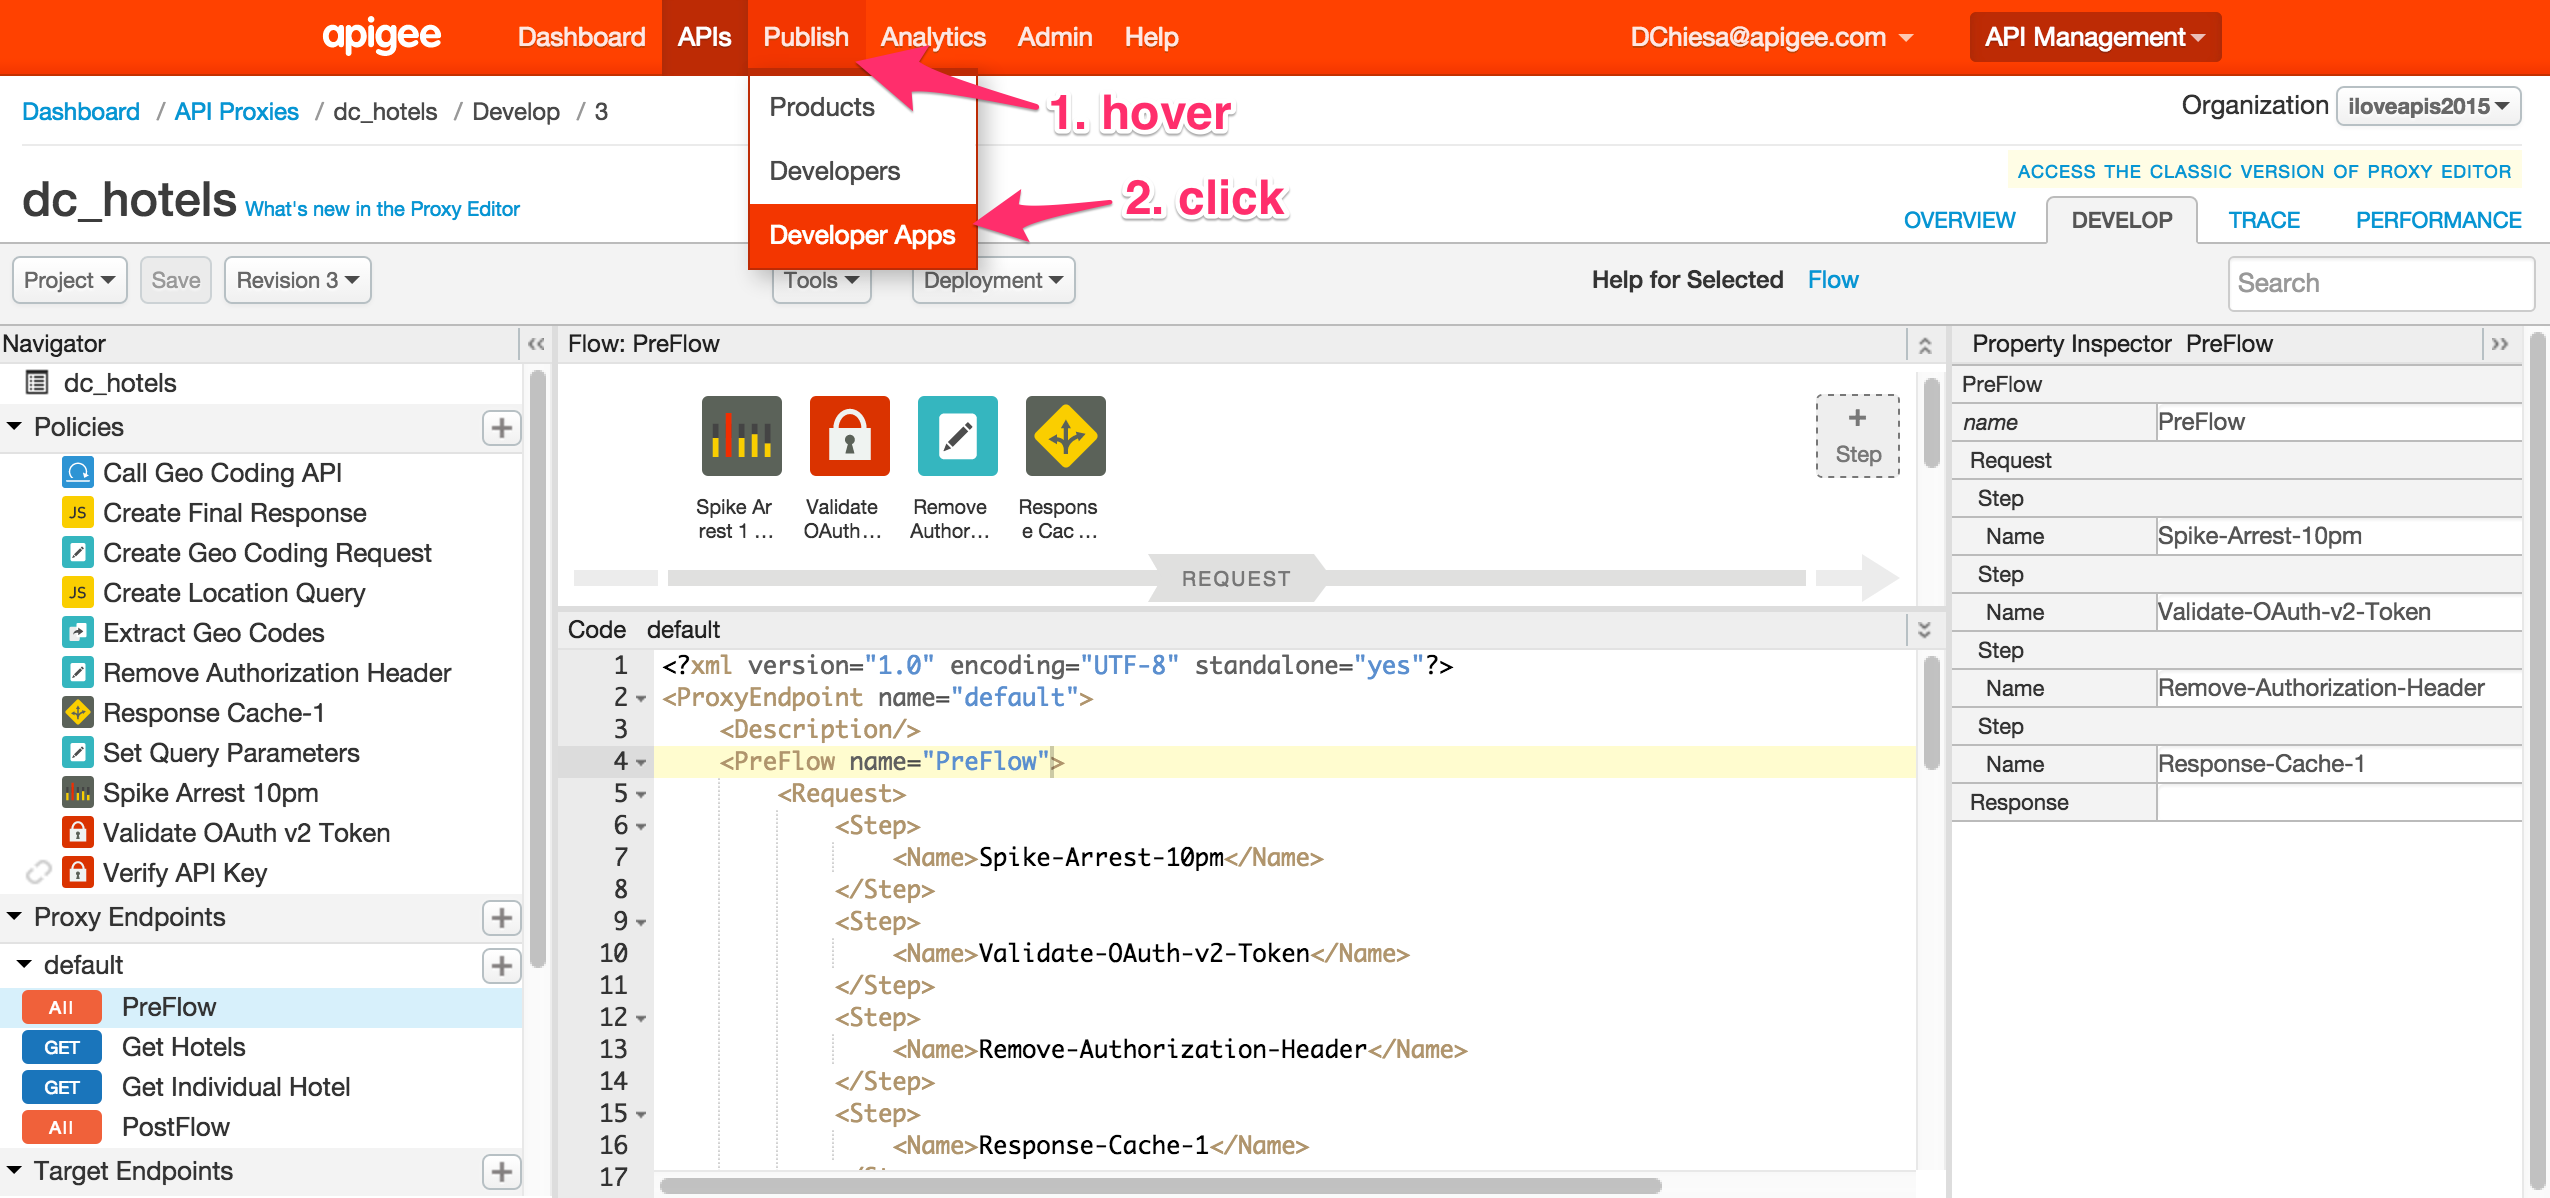 apigee Dashboard APIs Publish Analytics Admin Help DChiesa@apigee.com API Management
Products
Developers
Developer Apps
1. hover
2. click
Dashboard / API Proxies / dc_hotels / Develop / 3
Organization iloveapis2015
ACCESS THE CLASSIC VERSION OF PROXY EDITOR
dc_hotels What's new in the Proxy Editor
OVERVIEW DEVELOP TRACE PERFORMANCE
Project Save Revision 3 Tools Deployment Help for Selected Flow Search
Navigator
dc_hotels
Policies
Call Geo Coding API
JS Create Final Response
Create Geo Coding Request
JS Create Location Query
Extract Geo Codes
Remove Authorization Header
Response Cache-1
Set Query Parameters
Spike Arrest 10pm
Validate OAuth v2 Token
Verify API Key
Proxy Endpoints
default
All PreFlow
GET Get Hotels
GET Get Individual Hotel
All PostFlow
Target Endpoints
Flow: PreFlow
+
Step
Spike Ar
rest 1 ...
Validate
OAuth...
Remove
Author...
Respons
e Cac ...
REQUEST
Code default
1 <?xml version="1.0" encoding="UTF-8" standalone="yes"?>
2 <ProxyEndpoint name="default">
3 <Description/>
4 <PreFlow name="PreFlow">
5 <Request>
6 <Step>
7 <Name>Spike-Arrest-10pm</Name>
8 </Step>
9 <Step>
10 <Name>Validate-OAuth-v2-Token</Name>
11 </Step>
12 <Step>
13 <Name>Remove-Authorization-Header</Name>
14 </Step>
15 <Step>
16 <Name>Response-Cache-1</Name>
17
Property Inspector PreFlow
PreFlow
name PreFlow
Request
Step
Name Spike-Arrest-10pm
Step
Name Validate-OAuth-v2-Token
Step
Name Remove-Authorization-Header
Step
Name Response-Cache-1
Response